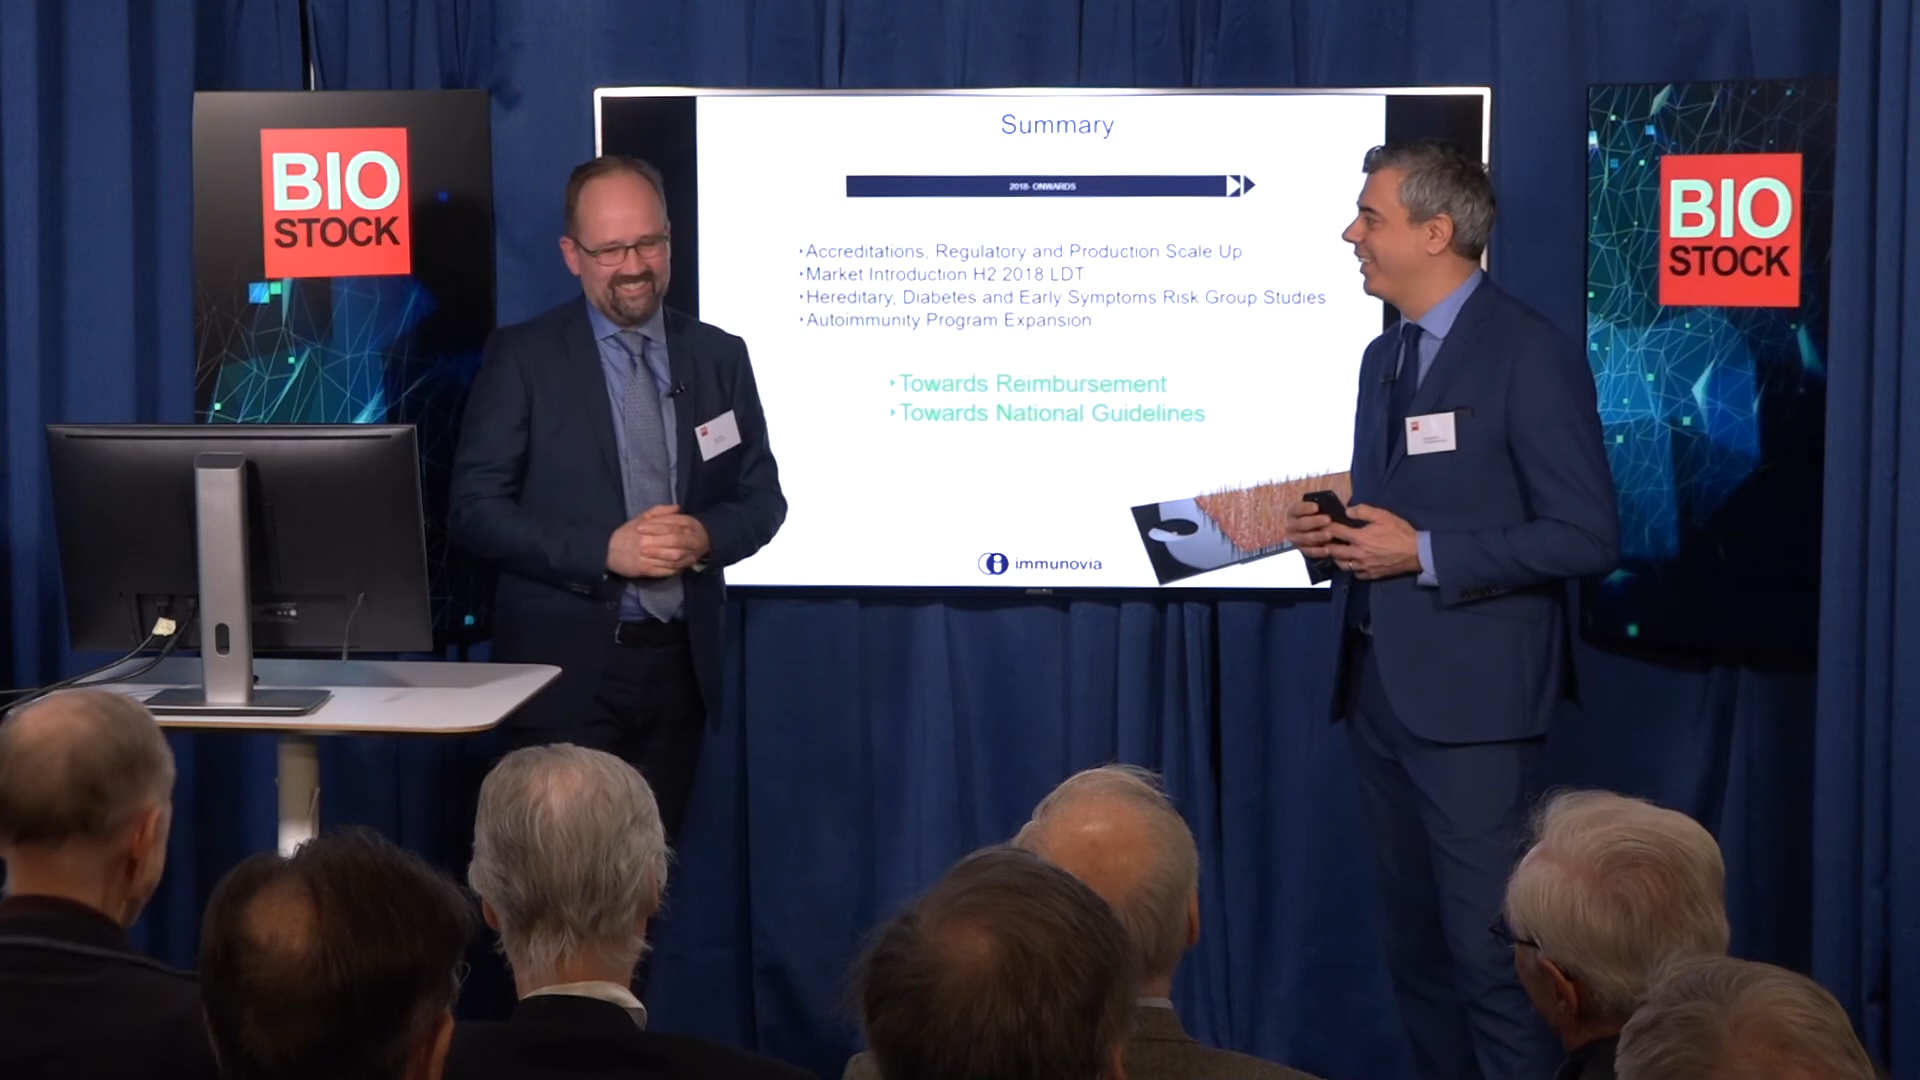 BIO
STOCK
Summary
2018- ONWARDS
Accreditations, Regulatory and Production Scale Up
Market Introduction H2 2018 LDT
Hereditary, Diabetes and Early Symptoms Risk Group Studies
Autoimmunity Program Expansion
Towards Reimbursement
Towards National Guidelines
immunovia
BIO
STOCK